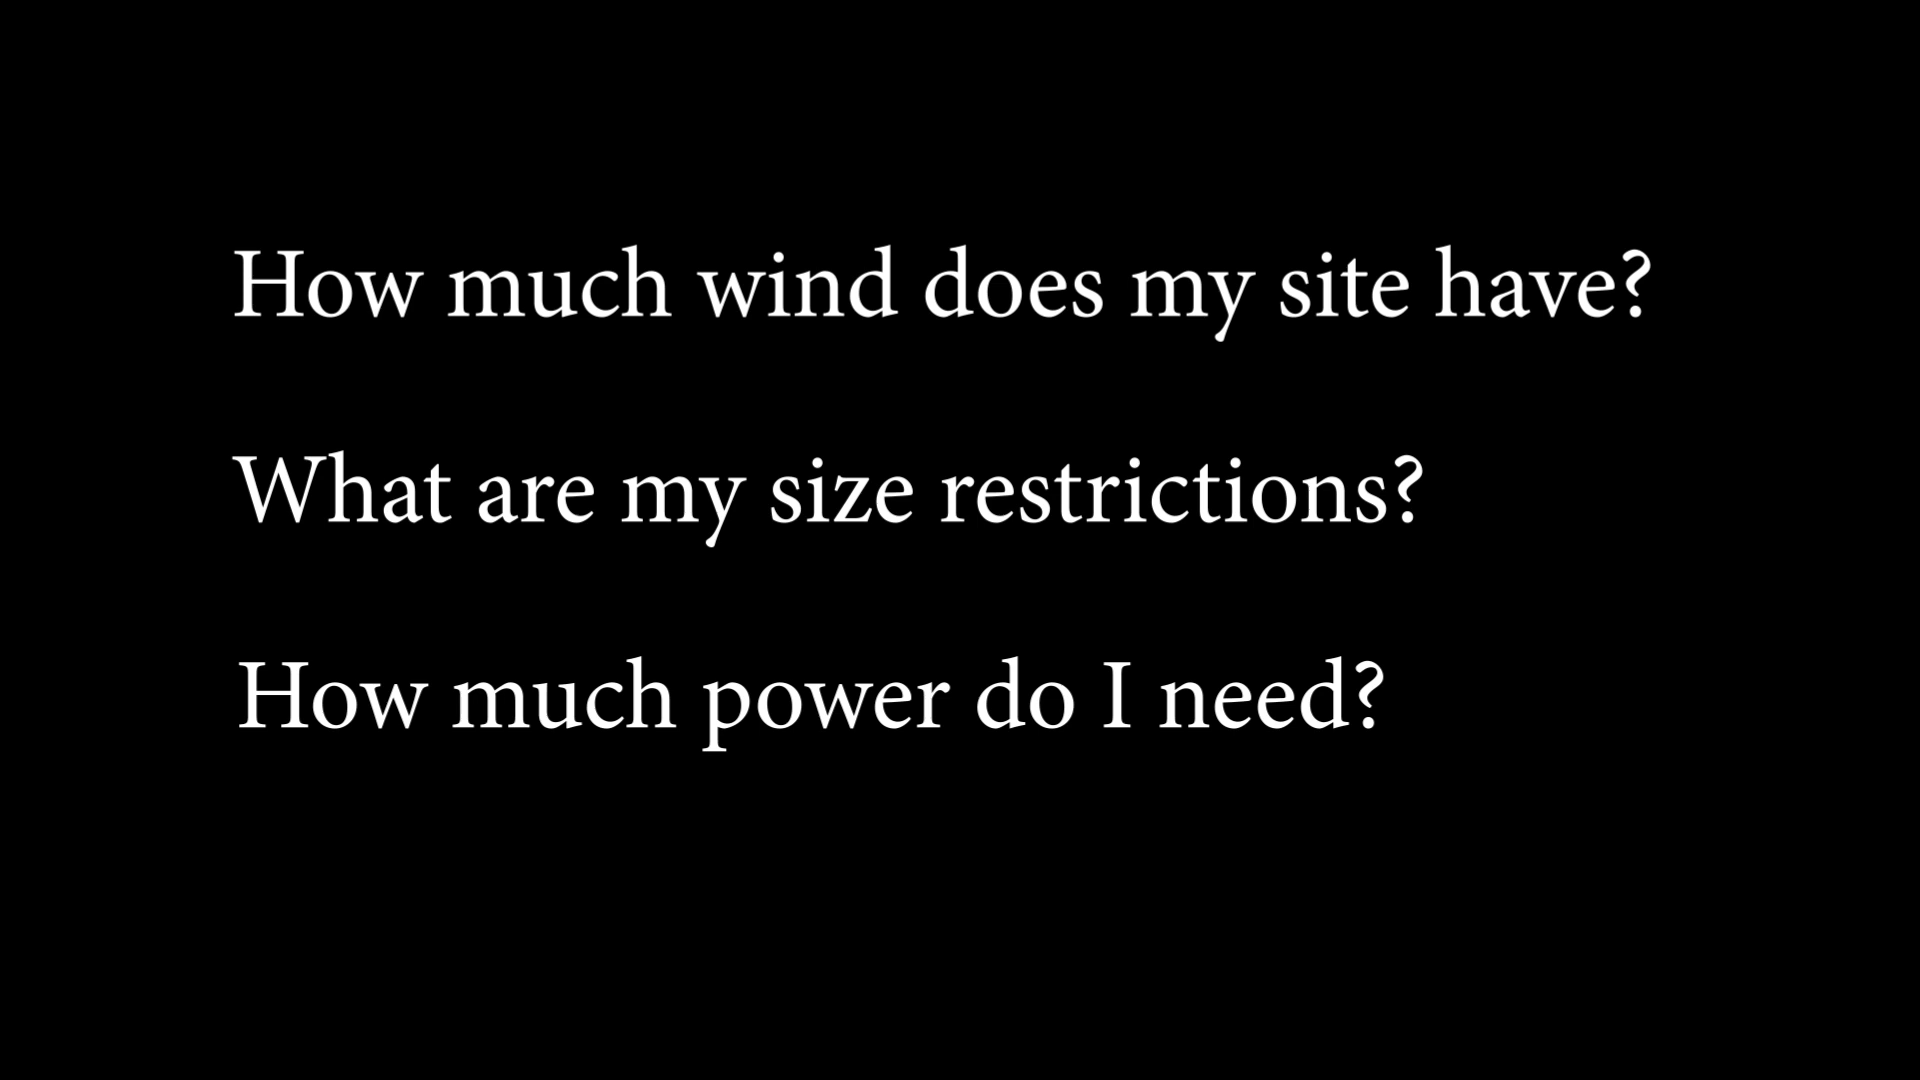 How much wind does my site have?
What are my size restrictions?
How much power do I need?